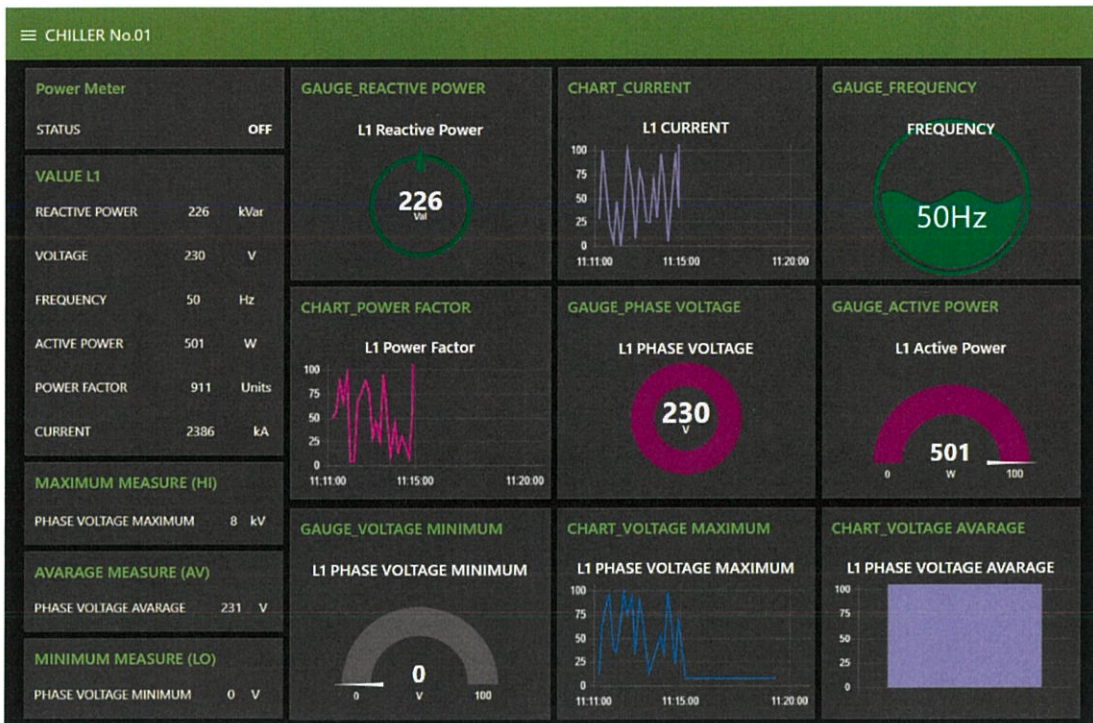 CHILLER No.01
Power Meter
STATUS OFF
VALUE L1
REACTIVE POWER 226 kVar
VOLTAGE 230 V
FREQUENCY 50 Hz
ACTIVE POWER 501 W
POWER FACTOR 911 Units
CURRENT 2386 kA
MAXIMUM MEASURE (HI)
PHASE VOLTAGE MAXIMUM 8 kV
AVARAGE MEASURE (AV)
PHASE VOLTAGE AVARAGE 231 V
MINIMUM MEASURE (LO)
PHASE VOLTAGE MINIMUM 0 V
GAUGE_REACTIVE POWER
L1 Reactive Power
226
Val
CHART_POWER FACTOR
L1 Power Factor
100
75
50
25
0
11:11:00 11:15:00 11:20:00
GAUGE_VOLTAGE MINIMUM
L1 PHASE VOLTAGE MINIMUM
0
0 V 100
CHART_CURRENT
L1 CURRENT
100
75
50
25
0
11:11:00 11:15:00 11:20:00
GAUGE_PHASE VOLTAGE
L1 PHASE VOLTAGE
230
V
CHART_VOLTAGE MAXIMUM
L1 PHASE VOLTAGE MAXIMUM
100
75
50
25
0
11:11:00 11:15:00 11:20:00
GAUGE_FREQUENCY
FREQUENCY
50Hz
GAUGE_ACTIVE POWER
L1 Active Power
501
0 W 100
CHART_VOLTAGE AVARAGE
L1 PHASE VOLTAGE AVARAGE
100
75
50
25
0